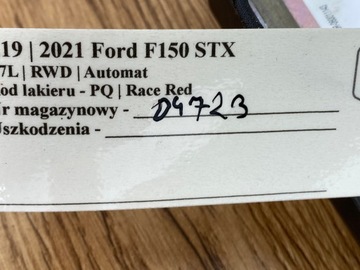 19 | 2021 Ford F150 STX
7L | RWD | Automat
od lakieru - PQ | Race Red
r magazynowy - 04723
szkodzenia -